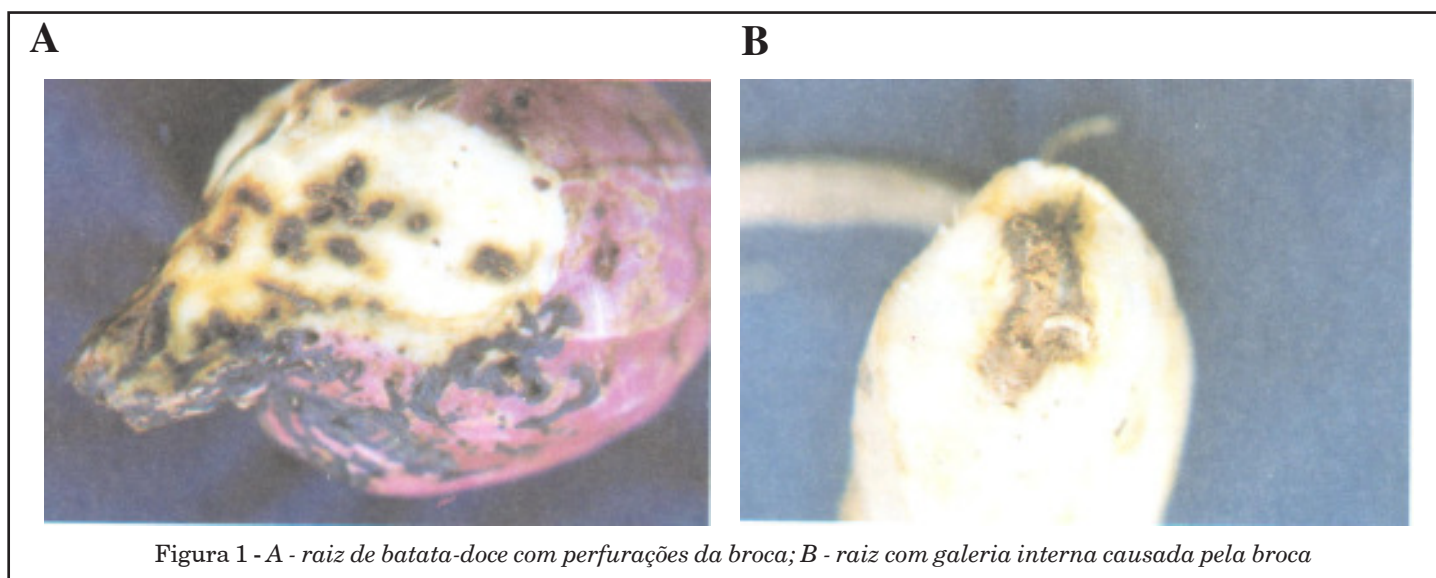 A
B
Figura 1 - A - raiz de batata-doce com perfurações da broca; B - raiz com galeria interna causada pela broca